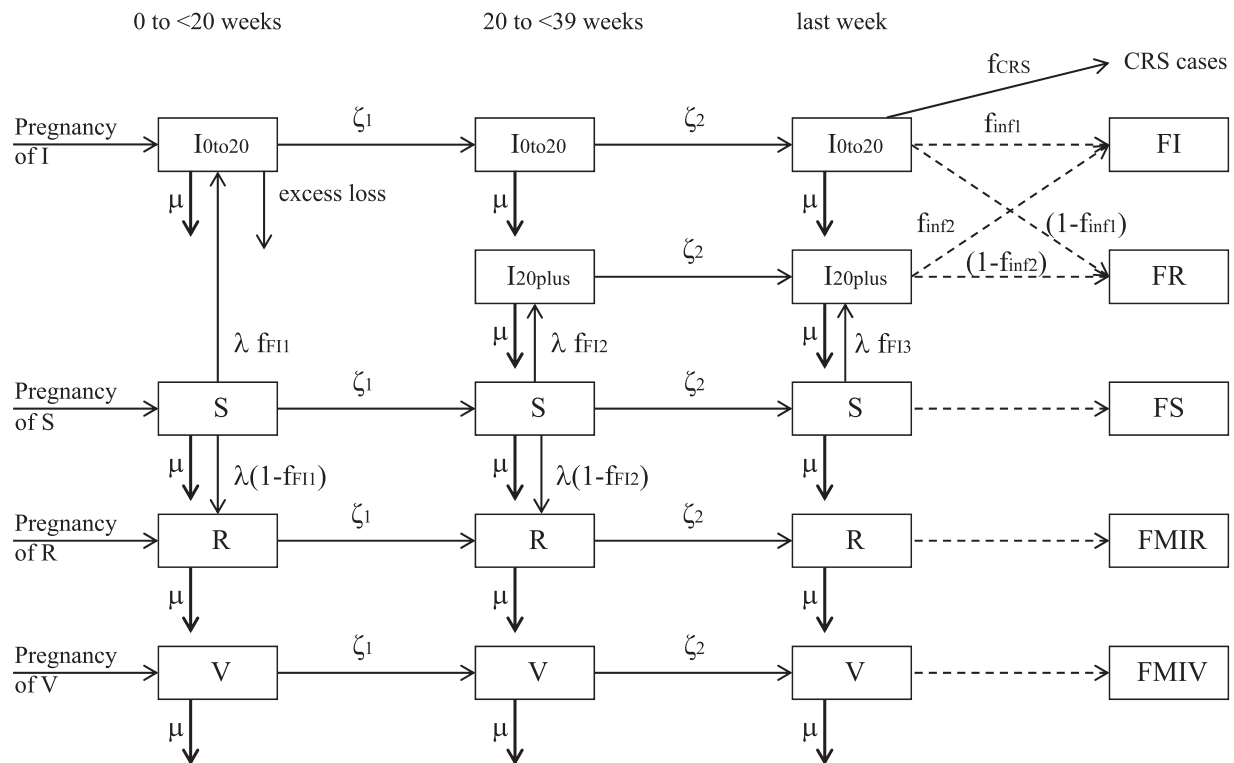 0 to <20 weeks 20 to <39 weeks last week
fCRS CRS cases
Pregnancy of I I0to20 ζ1 I0to20 ζ2 I0to20 finf1 FI
μ excess loss μ μ finf2 (1-finf1)
I20plus ζ2 I20plus (1-finf2) FR
λ fFI1 μ λ fFI2 μ λ fFI3
Pregnancy of S S ζ1 S ζ2 S FS
μ λ(1-fFI1) μ λ(1-fFI2) μ
Pregnancy of R R ζ1 R ζ2 R FMIR
μ μ μ
Pregnancy of V V ζ1 V ζ2 V FMIV
μ μ μ